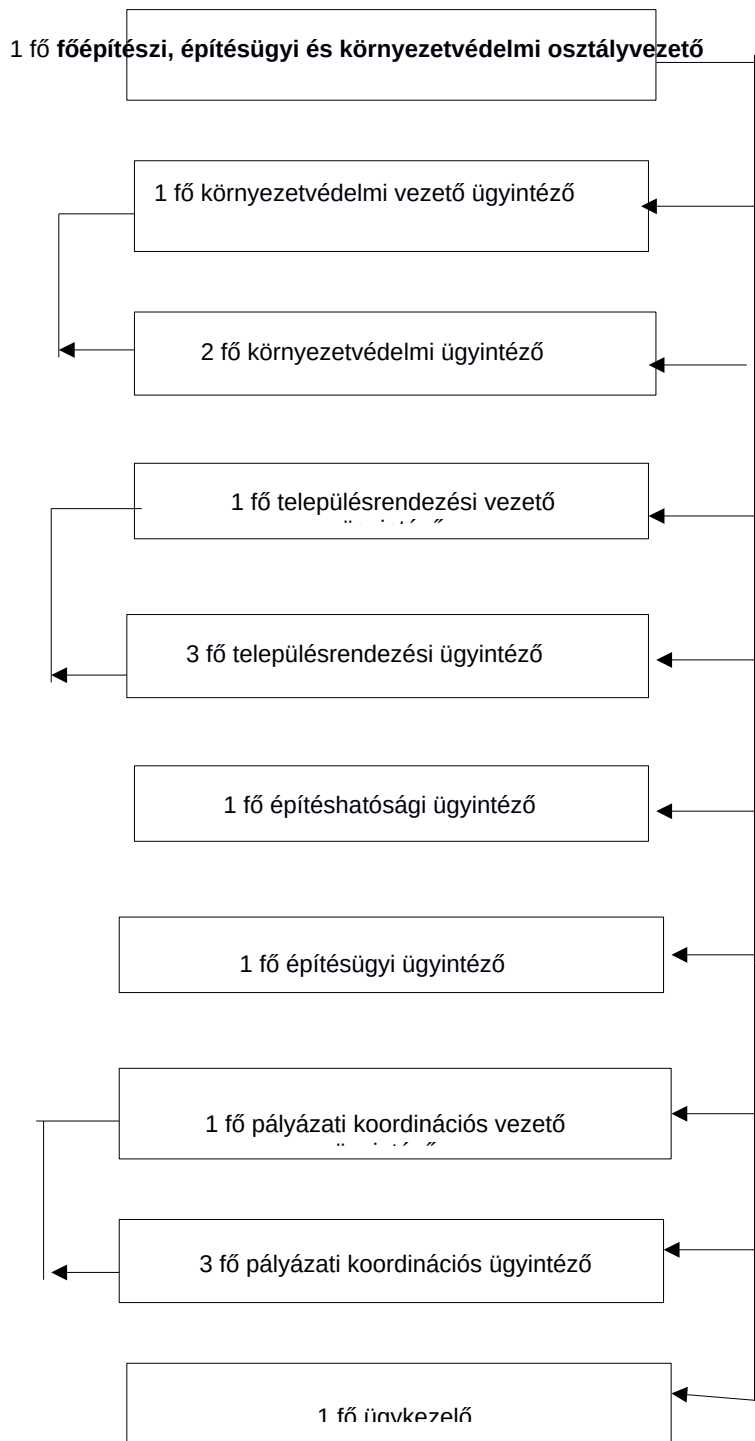 1 fő főépítészi, építésügyi és környezetvédelmi osztályvezető
1 fő környezetvédelmi vezető ügyintéző
2 fő környezetvédelmi ügyintéző
1 fő településrendezési vezető
ügyintéző
3 fő településrendezési ügyintéző
1 fő építéshatósági ügyintéző
1 fő építésügyi ügyintéző
1 fő pályázati koordinációs vezető
ügyintéző
3 fő pályázati koordinációs ügyintéző
1 fő ügykezelő